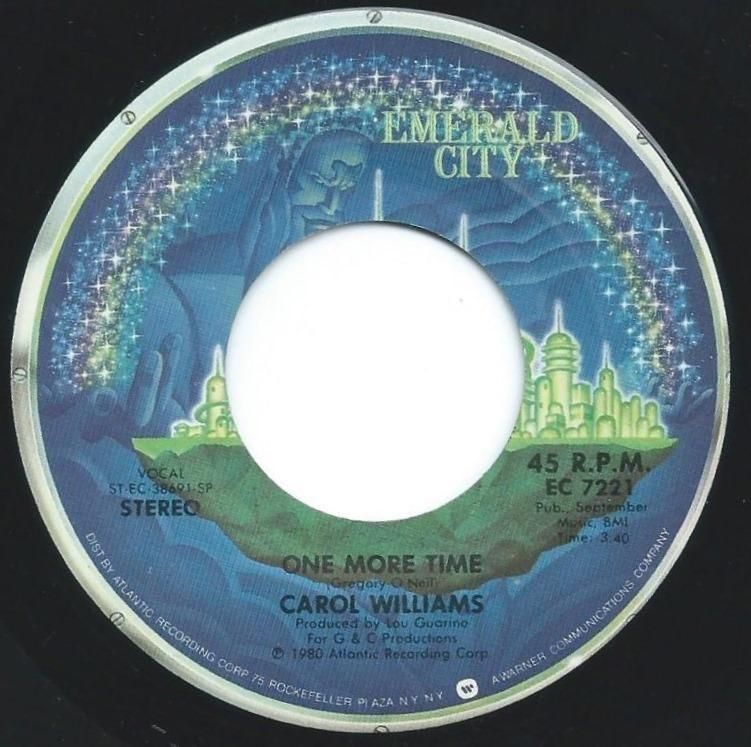 EMERALD
CITY
VOCAL
ST-EC-38691-SP
STEREO
45 R.P.M.
EC 7221
Pub., September
Music, BMI
Time: 3:40
ONE MORE TIME
(Gregory-O'Neil)
CAROL WILLIAMS
Produced by Lou Guarino
For G & C Productions
℗ 1980 Atlantic Recording Corp
DIST BY ATLANTIC RECORDING CORP 75 ROCKEFELLER PLAZA N Y N Y
A WARNER COMMUNICATIONS COMPANY